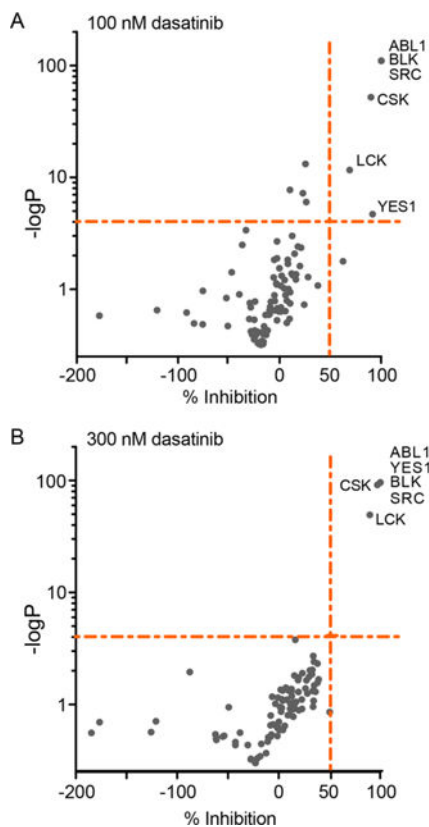 A
100 nM dasatinib
ABL1
BLK
SRC
CSK
LCK
YES1
100
10
1
-logP
-200 -100 0 50 100
% Inhibition
B
300 nM dasatinib
ABL1
YES1
CSK BLK
SRC
LCK
100
10
1
-logP
-200 -100 0 50 100
% Inhibition